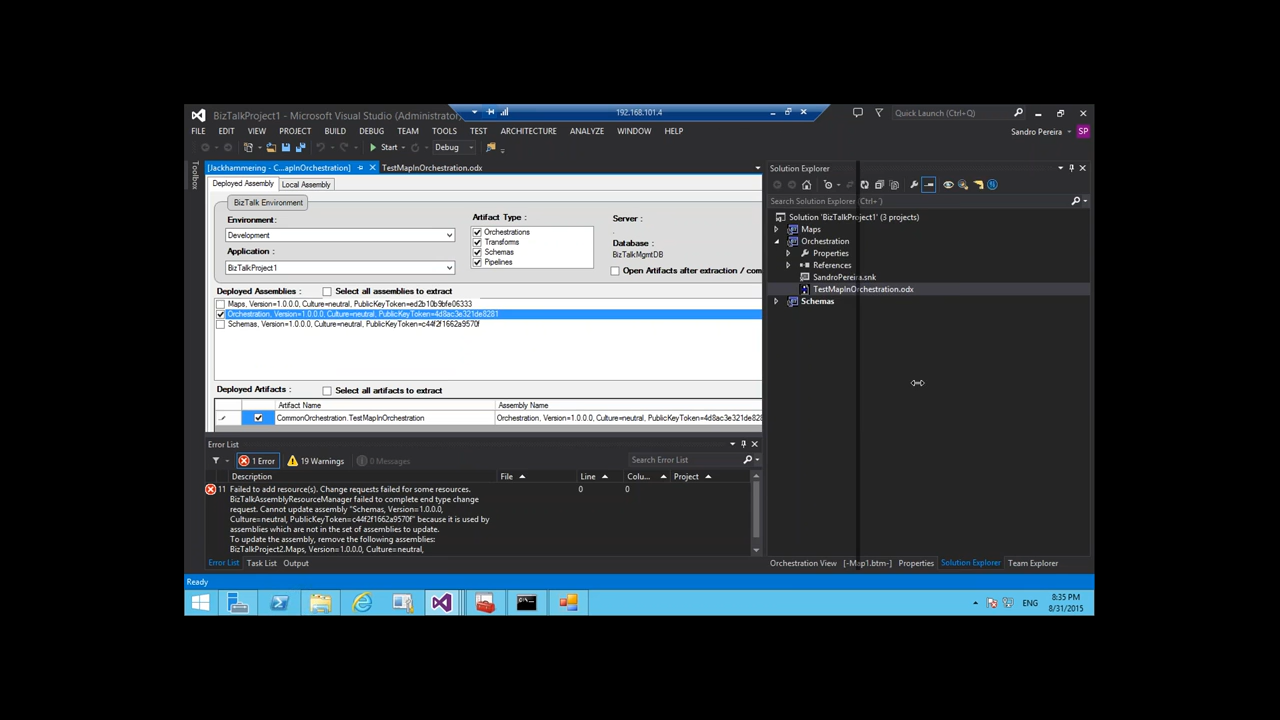 192.168.101.4
BizTalkProject1 - Microsoft Visual Studio (Administrator)
Quick Launch (Ctrl+Q)
FILE EDIT VIEW PROJECT BUILD DEBUG TEAM TOOLS TEST ARCHITECTURE ANALYZE WINDOW HELP
Sandro Pereira SP
Start Debug
Toolbox
[Jackhammering - C...apInOrchestration] TestMapInOrchestration.odx
Deployed Assembly Local Assembly
BizTalk Environment
Environment:
Development
Application :
BizTalkProject1
Artifact Type :
Orchestrations
Transforms
Schemas
Pipelines
Server :
Database:
BizTalkMgmtDB
Open Artifacts after extraction / com
Deployed Assemblies : Select all assemblies to extract
Maps, Version=1.0.0.0, Culture=neutral, PublicKeyToken=ed2b10b9bfe06333
Orchestration, Version=1.0.0.0, Culture=neutral, PublicKeyToken=4d8ac3e321de8281
Schemas, Version=1.0.0.0, Culture=neutral, PublicKeyToken=c44f2f1662a9570f
Deployed Artifacts : Select all artifacts to extract
Artifact Name Assembly Name
CommonOrchestration.TestMapInOrchestration Orchestration, Version=1.0.0.0, Culture=neutral, PublicKeyToken=4d8ac3e321de828
Error List
1 Error 19 Warnings 0 Messages
Search Error List
Description File Line Colu... Project
11 Failed to add resource(s). Change requests failed for some resources. 0 0
BizTalkAssemblyResourceManager failed to complete end type change
request. Cannot update assembly "Schemas, Version=1.0.0.0,
Culture=neutral, PublicKeyToken=c44f2f1662a9570f" because it is used by
assemblies which are not in the set of assemblies to update.
To update the assembly, remove the following assemblies:
BizTalkProject2.Maps, Version=1.0.0.0, Culture=neutral,
Error List Task List Output
Solution Explorer
Search Solution Explorer (Ctrl+`)
Solution 'BizTalkProject1' (3 projects)
Maps
Orchestration
Properties
References
SandroPereira.snk
TestMapInOrchestration.odx
Schemas
Orchestration View [-Map1.btm-] Properties Solution Explorer Team Explorer
Ready
ENG
8:35 PM
8/31/2015